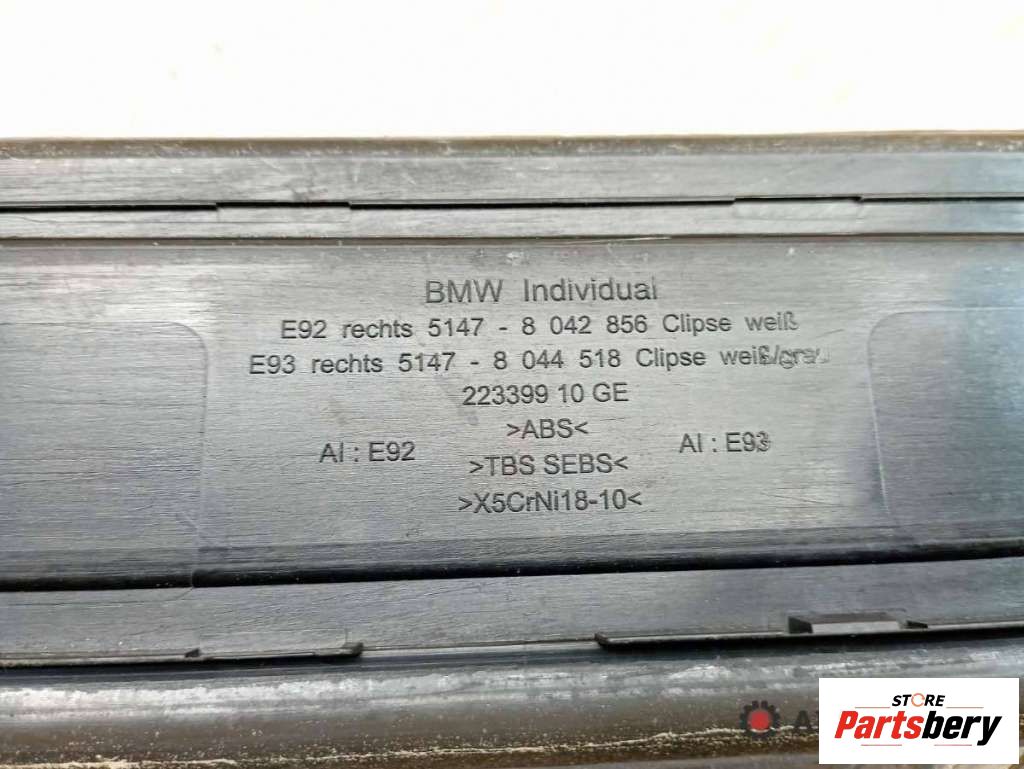 BMW Individual
E92 rechts 5147 - 8 042 856 Clipse weiß
E93 rechts 5147 - 8 044 518 Clipse weiß/grau
223399 10 GE
>ABS<
AI : E92
AI : E93
>TBS SEBS<
>X5CrNi18-10<
STORE
Partsbery